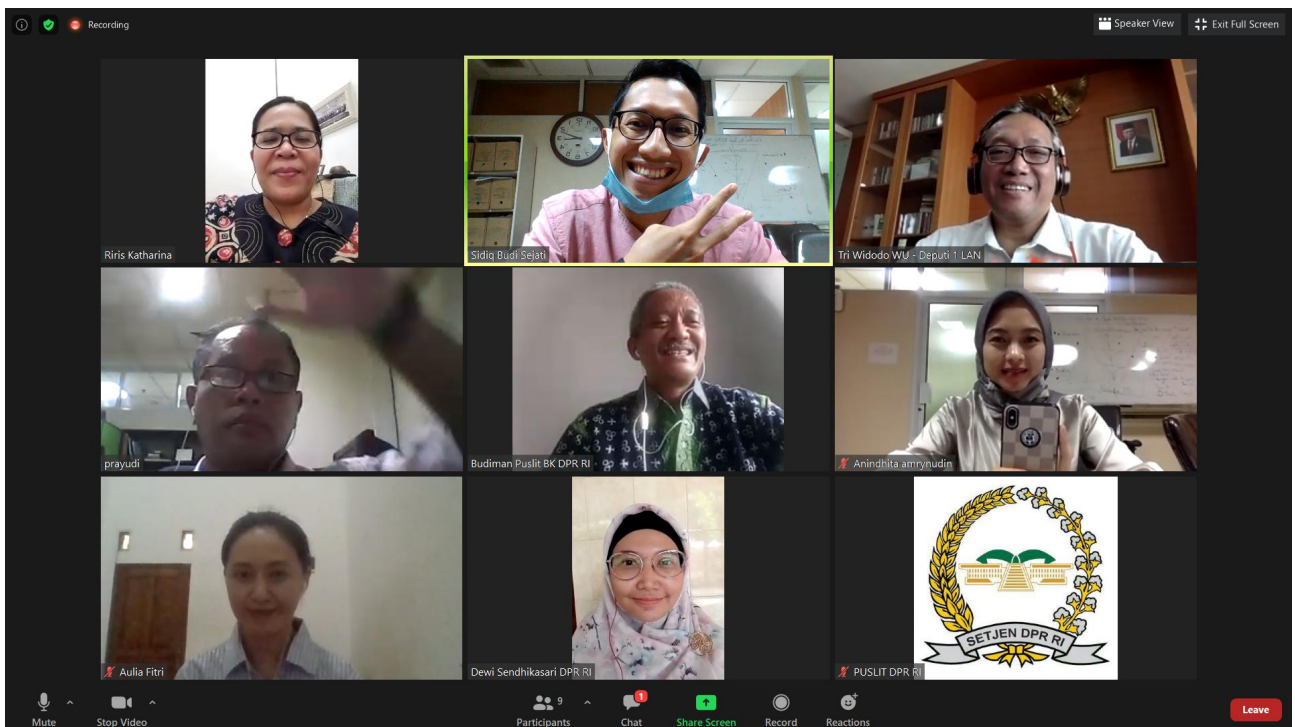 Recording
Speaker View
Exit Full Screen
Riris Katharina
Sidiq Budi Sejati
Tri Widodo WU - Deputi 1 LAN
prayudi
Budiman Puslit BK DPR RI
Anindhita amrynudin
Aulia Fitri
Dewi Sendhikasari DPR RI
SETJEN DPR RI
PUSLIT DPR RI
Mute
Stop Video
9
Participants
1
Chat
Share Screen
Record
Reactions
Leave